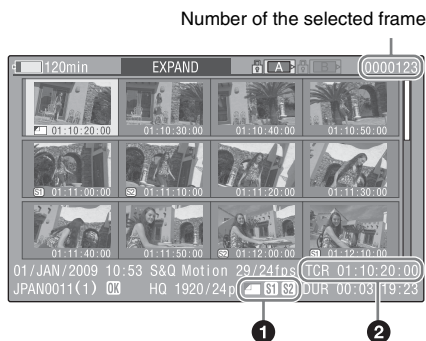 Number of the selected frame
120min EXPAND A B 0000123
01:10:20:00 01:10:30:00 01:10:40:00 01:10:50:00
S1 01:11:00:00 S2 01:11:10:00 01:11:20:00 01:11:30:00
01:11:40:00 01:11:50:00 S2 01:12:00:00 S1 01:12:10:00
01/JAN/2009 10:53 S&Q Motion 29/24fps TCR 01:10:20:00
JPAN0011(1) OK HQ 1920/24p S1 S2 DUR 00:03:19:23
1 2